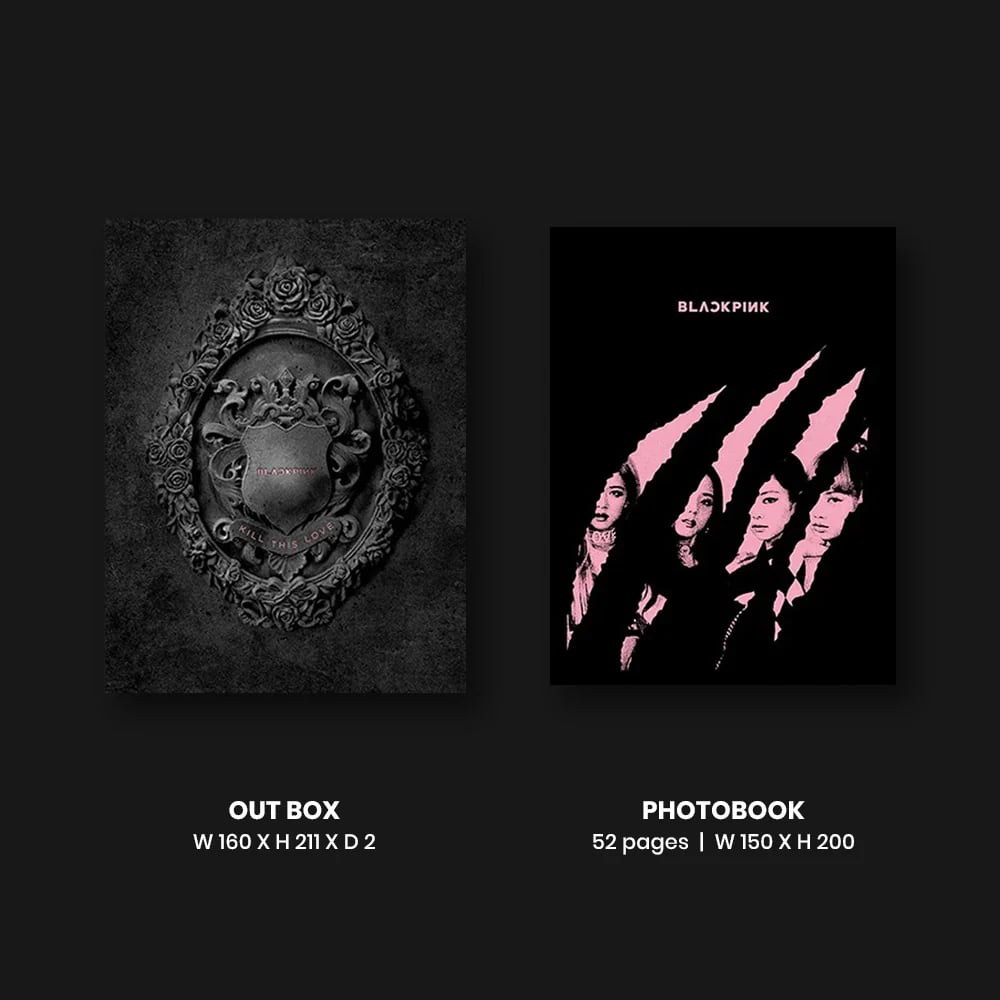 BLACKPINK
BLACKPINK
KILL THIS LOVE
OUT BOX
W 160 X H 211 X D 2
PHOTOBOOK
52 pages | W 150 X H 200